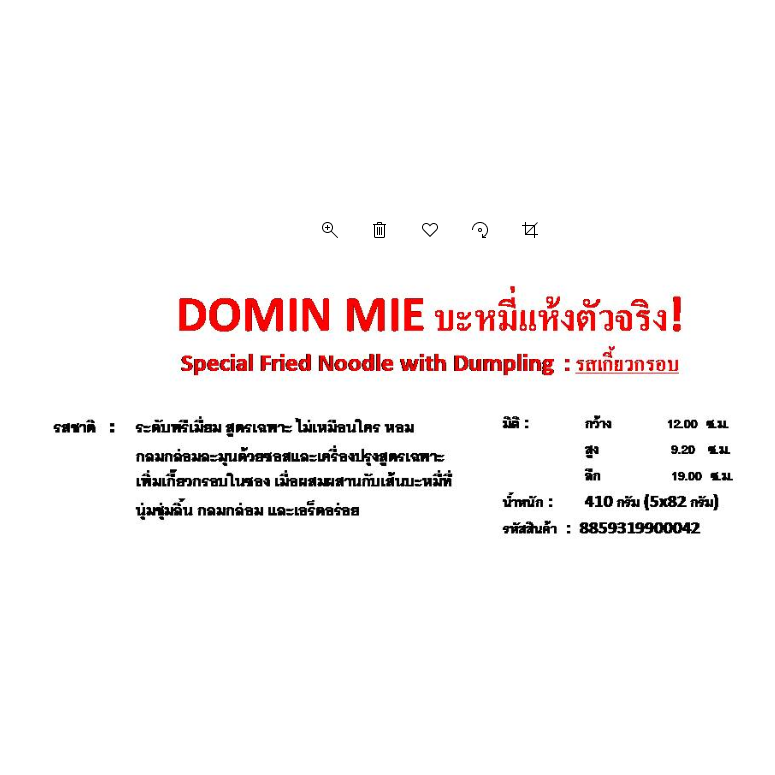 DOMIN MIE บะหมี่แห้งตัวจริง!
Special Fried Noodle with Dumpling : รสเกี๊ยวกรอบ
รสชาติ : ระดับพรีเมี่ยม สูตรเฉพาะ ไม่เหมือนใคร หอม
กลมกล่อมละมุนด้วยซอสและเครื่องปรุงสูตรเฉพาะ
เพิ่มเกี๊ยวกรอบในซอง เมื่อผสมผสานกับเส้นบะหมี่ที่
นุ่มชุ่มลิ้น กลมกล่อม และเอร็ดอร่อย
มิติ : กว้าง 12.00 ซ.ม.
สูง 9.20 ซ.ม.
ลึก 19.00 ซ.ม.
น้ำหนัก : 410 กรัม (5x82 กรัม)
รหัสสินค้า : 8859319900042